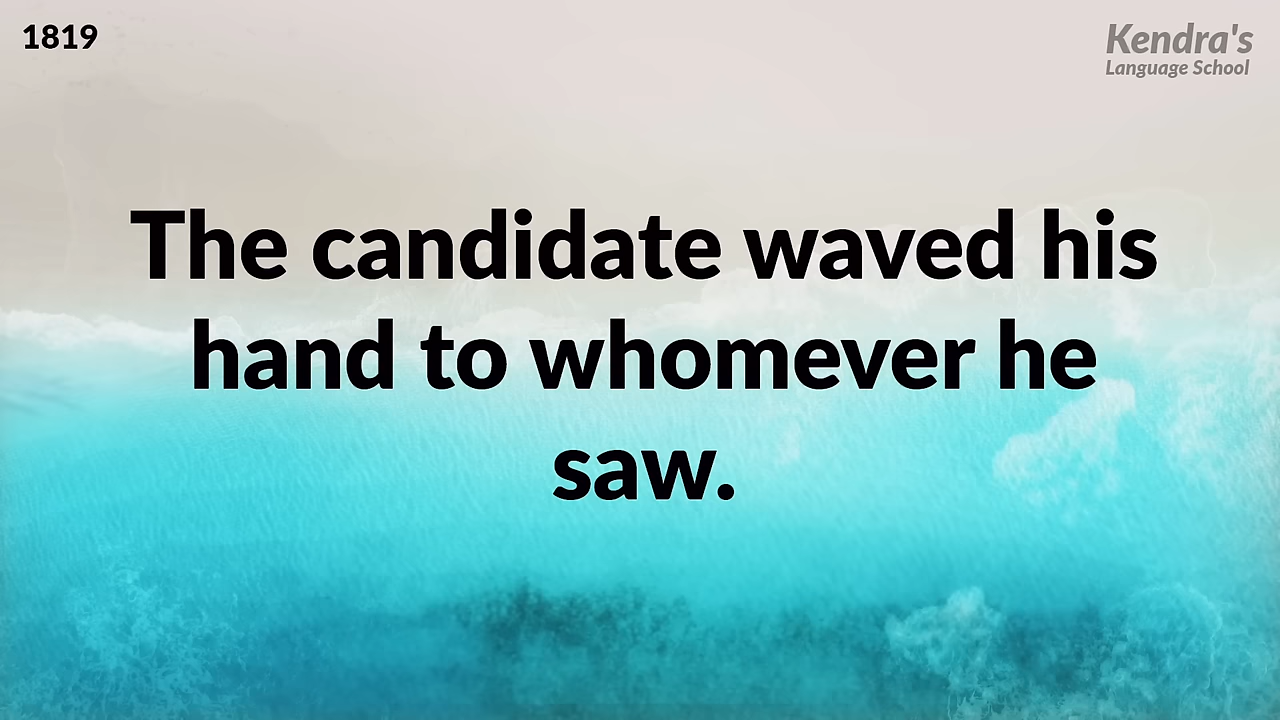 1819
Kendra's
Language School
The candidate waved his
hand to whomever he
saw.